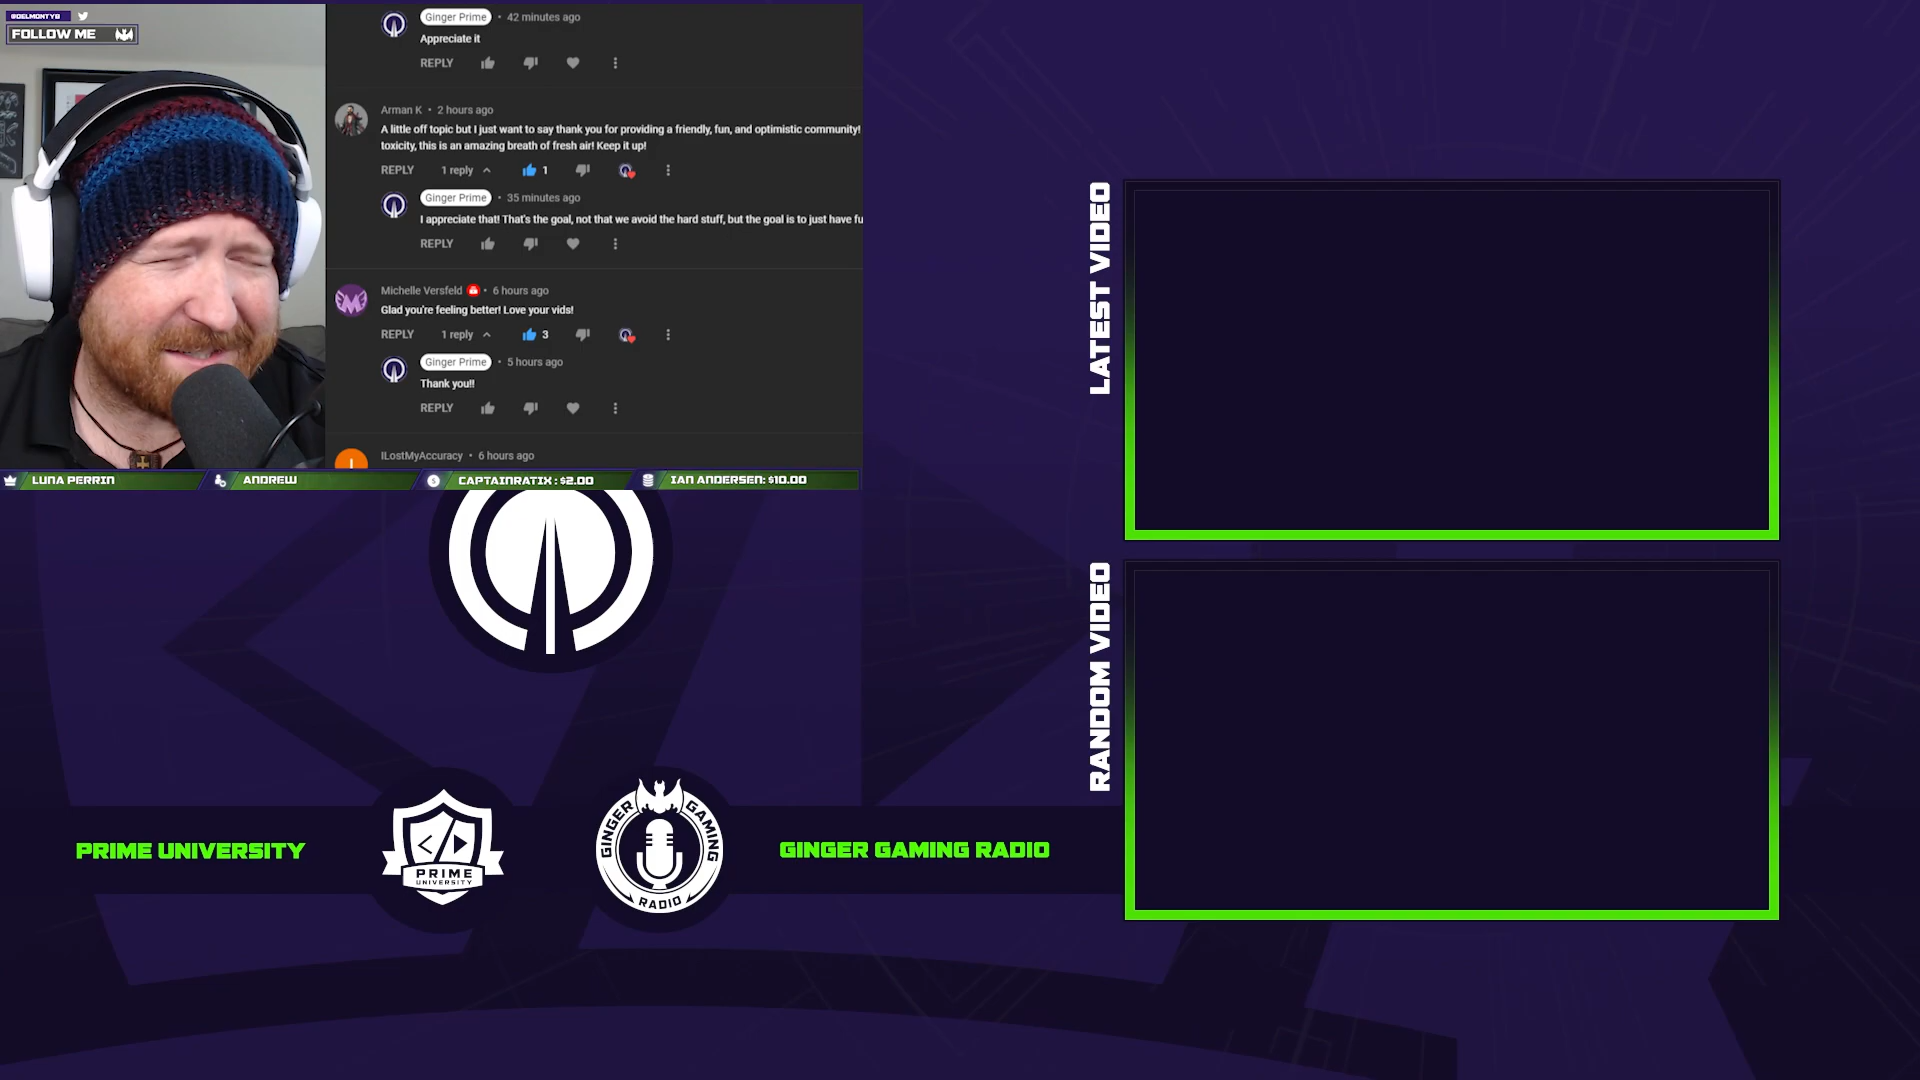 @DELMONTY8
FOLLOW ME
Ginger Prime • 42 minutes ago
Appreciate it
REPLY
Arman K • 2 hours ago
A little off topic but I just want to say thank you for providing a friendly, fun, and optimistic community!
toxicity, this is an amazing breath of fresh air! Keep it up!
REPLY 1 reply 1
Ginger Prime • 35 minutes ago
I appreciate that! That's the goal, not that we avoid the hard stuff, but the goal is to just have fu
REPLY
Michelle Versfeld • 6 hours ago
Glad you're feeling better! Love your vids!
REPLY 1 reply 3
Ginger Prime • 5 hours ago
Thank you!!
REPLY
ILostMyAccuracy • 6 hours ago
LUNA PERRIN
ANDREW
CAPTAINRATIX : $2.00
IAN ANDERSEN: $10.00
LATEST VIDEO
RANDOM VIDEO
PRIME UNIVERSITY
PRIME
UNIVERSITY
GINGER GAMING
RADIO
GINGER GAMING RADIO